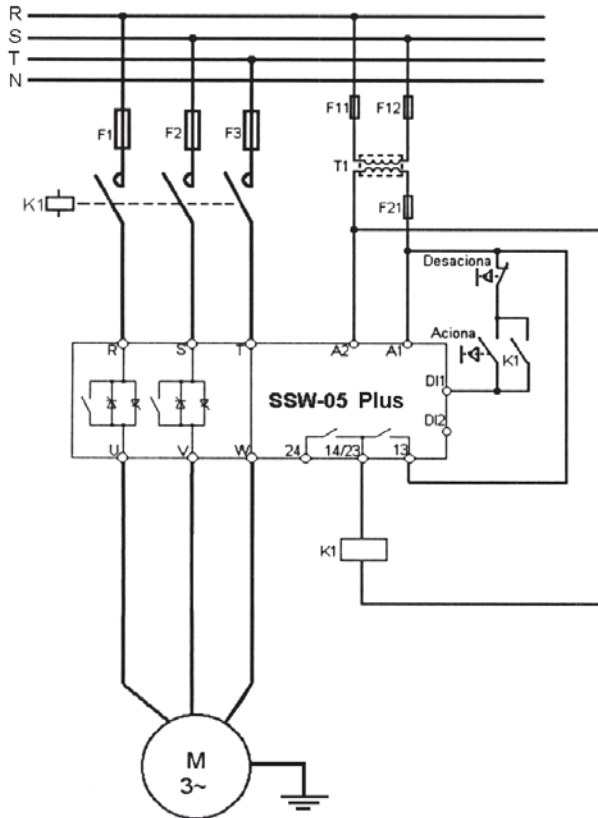 R
S
T
N
F1
F2
F3
F11
F12
T1
K1
F21
Desaciona
Aciona
K1
R
S
T
A2
A1
DI1
SSW-05 Plus
DI2
U
V
W
24
14/23
13
K1
M
3~